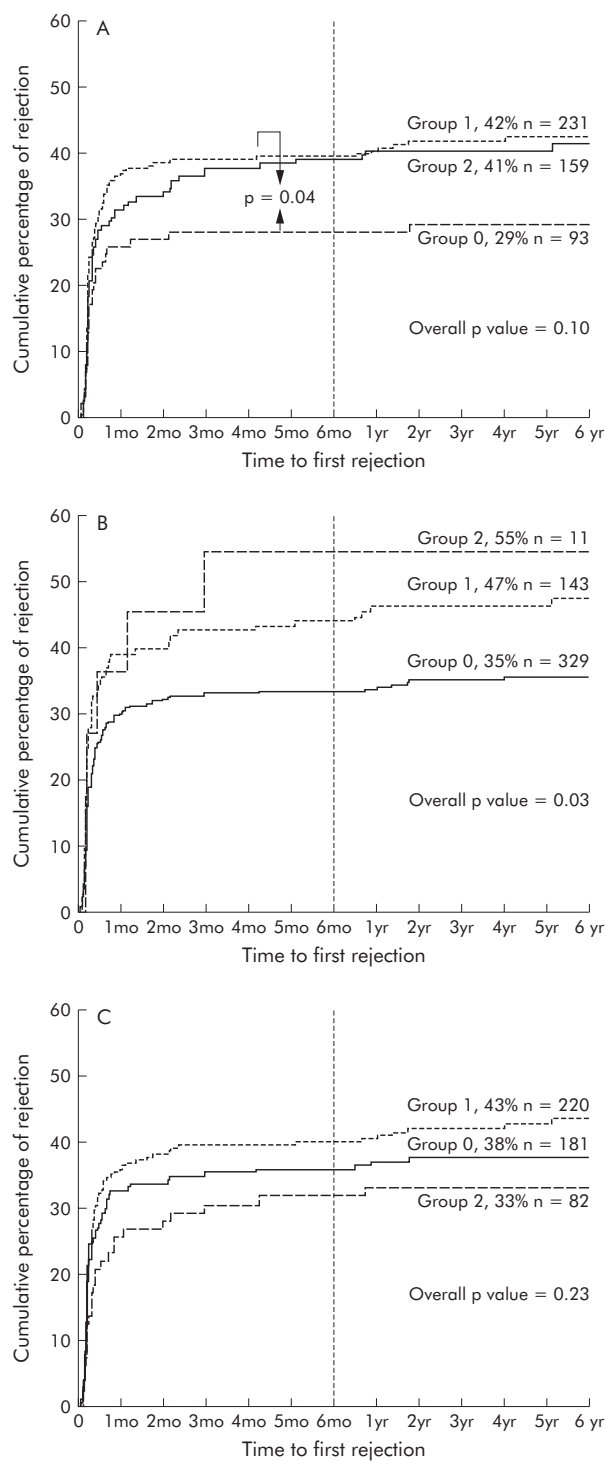 A
60
50
40
30
20
10
0
Cumulative percentage of rejection
Group 1, 42% n = 231
Group 2, 41% n = 159
p = 0.04
Group 0, 29% n = 93
Overall p value = 0.10
0 1mo 2mo 3mo 4mo 5mo 6mo 1yr 2yr 3yr 4yr 5yr 6 yr
Time to first rejection
B
60
50
40
30
20
10
0
Cumulative percentage of rejection
Group 2, 55% n = 11
Group 1, 47% n = 143
Group 0, 35% n = 329
Overall p value = 0.03
0 1mo 2mo 3mo 4mo 5mo 6mo 1yr 2yr 3yr 4yr 5yr 6 yr
Time to first rejection
C
60
50
40
30
20
10
0
Cumulative percentage of rejection
Group 1, 43% n = 220
Group 0, 38% n = 181
Group 2, 33% n = 82
Overall p value = 0.23
0 1mo 2mo 3mo 4mo 5mo 6mo 1yr 2yr 3yr 4yr 5yr 6 yr
Time to first rejection